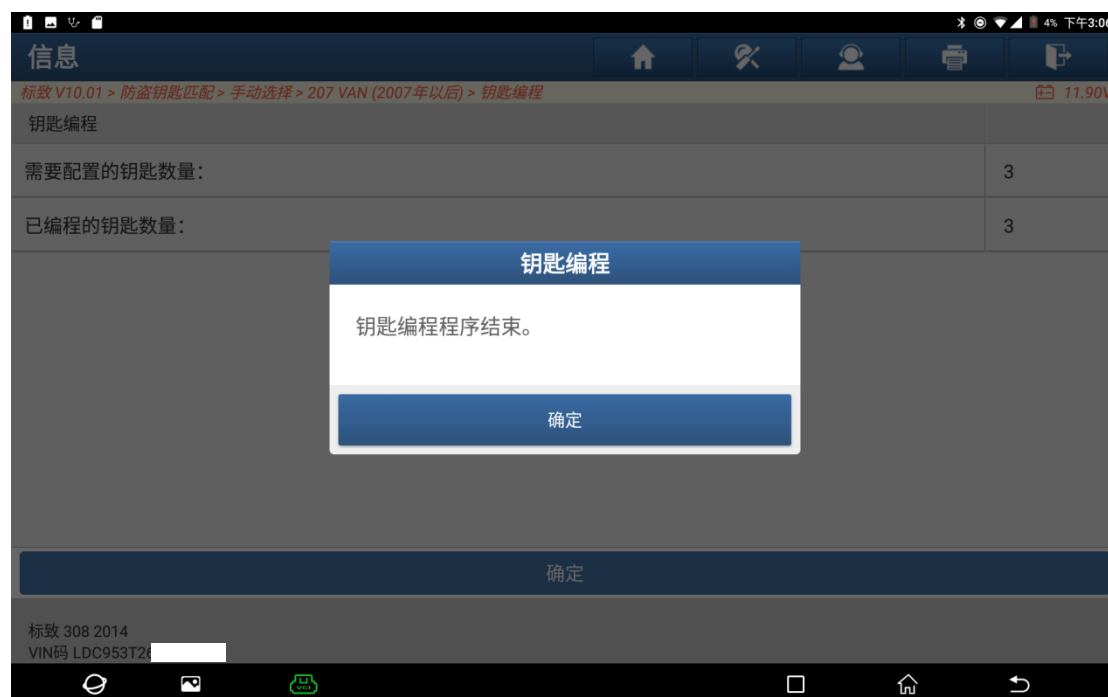 4% 下午3:06
信息
标致 V10.01 > 防盗钥匙匹配 > 手动选择 > 207 VAN (2007年以后) > 钥匙编程 11.90V
钥匙编程
需要配置的钥匙数量: 3
已编程的钥匙数量: 3
钥匙编程
钥匙编程程序结束。
确定
确定
标致 308 2014
VIN码 LDC953T26
VCI